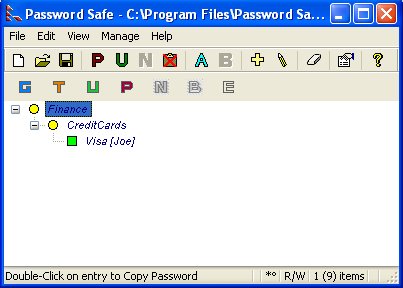 Password Safe - C:\Program Files\Password Sa...
File Edit View Manage Help
P U N A B ?
G T U P N B E
Finance
CreditCards
Visa [Joe]
Double-Click on entry to Copy Password *° R/W 1 (9) items